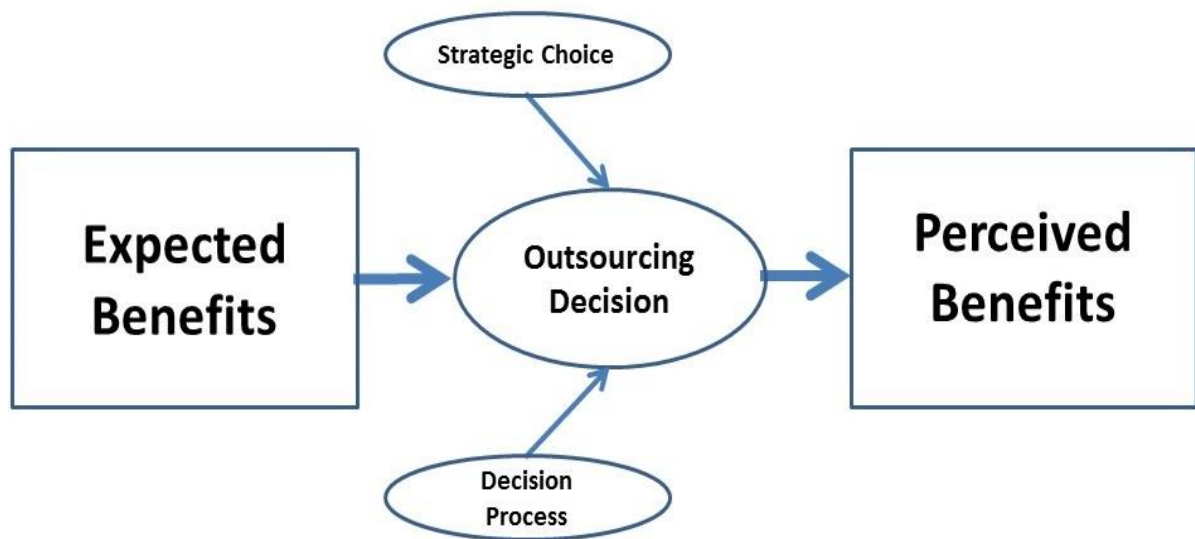 Strategic Choice
Expected
Benefits
Outsourcing
Decision
Perceived
Benefits
Decision
Process